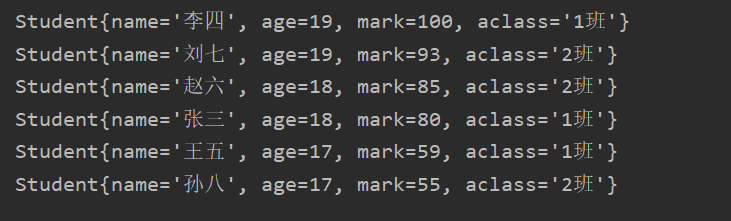 Student{name='李四', age=19, mark=100, aclass='1班'}
Student{name='刘七', age=19, mark=93, aclass='2班'}
Student{name='赵六', age=18, mark=85, aclass='2班'}
Student{name='张三', age=18, mark=80, aclass='1班'}
Student{name='王五', age=17, mark=59, aclass='1班'}
Student{name='孙八', age=17, mark=55, aclass='2班'}